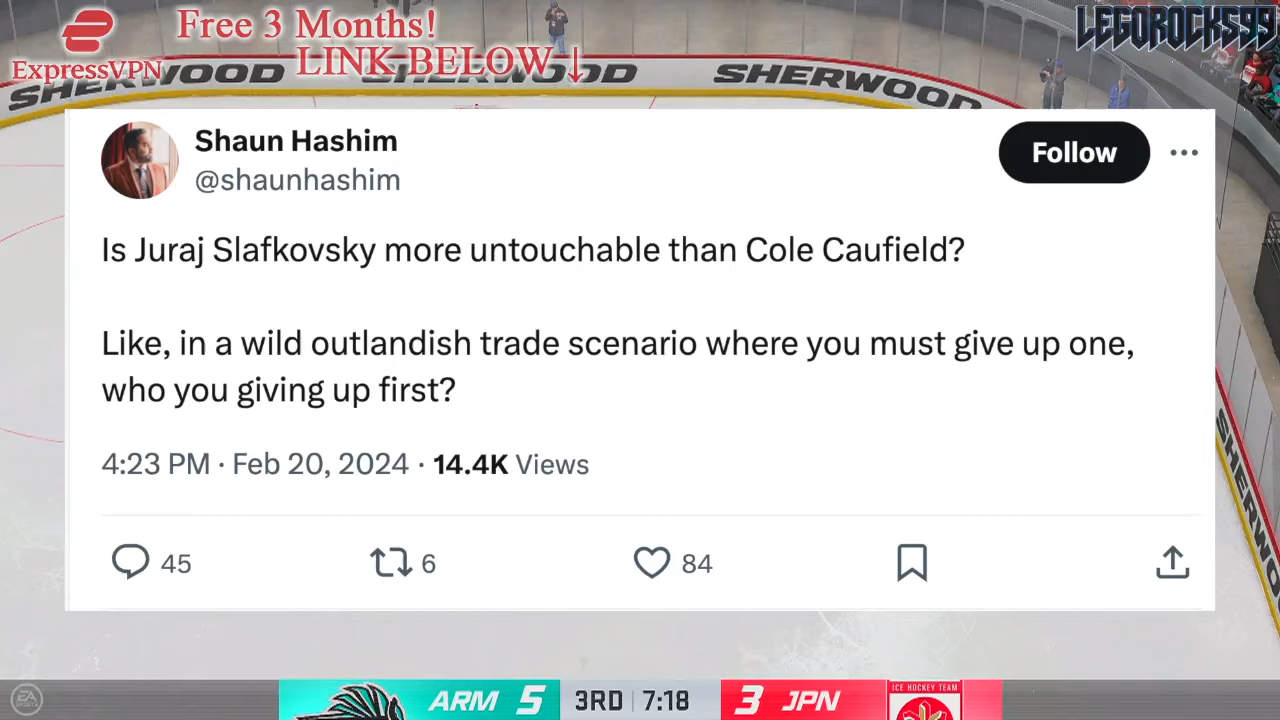 Free 3 Months!
LEGOROCKS99
ExpressVPN
LINK BELOW ↓
SHERWOOD
SHERWOOD
SHERWOOD
Shaun Hashim
@shaunhashim
Follow
Is Juraj Slafkovsky more untouchable than Cole Caufield?
Like, in a wild outlandish trade scenario where you must give up one,
who you giving up first?
4:23 PM · Feb 20, 2024 · 14.4K Views
45
6
84
SHERWOO
EA
SPORTS
ARM 5
3RD
7:18
3 JPN
ICE HOCKEY TEAM